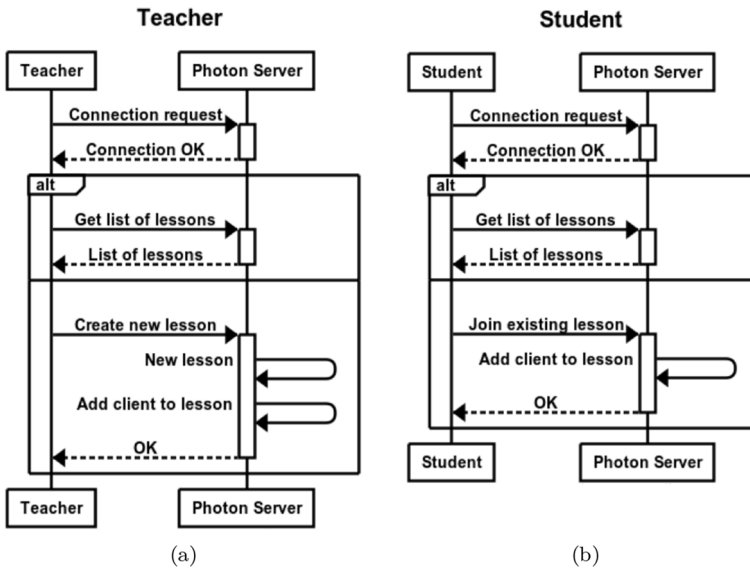 Teacher
Teacher
Photon Server
Connection request
Connection OK
alt
Get list of lessons
List of lessons
Create new lesson
New lesson
Add client to lesson
OK
Teacher
Photon Server
(a)
Student
Student
Photon Server
Connection request
Connection OK
alt
Get list of lessons
List of lessons
Join existing lesson
Add client to lesson
OK
Student
Photon Server
(b)